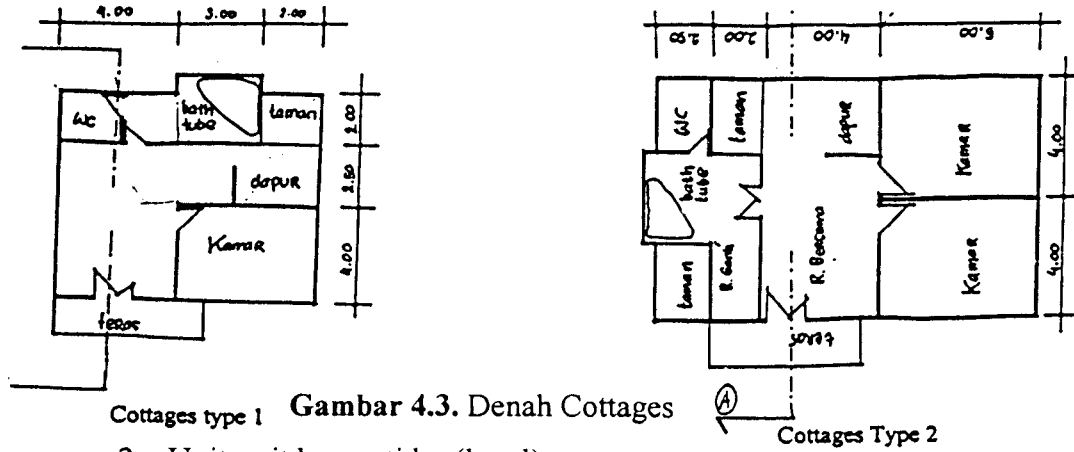 4.00 3.00 2.00
WC
bath
tube
taman
2.00
dapur
2.50
Kamar
4.00
teras
Cottages type 1
2.50 2.00 4.00 6.00
WC
taman
dapur
Kamar
4.00
bath
tube
R. Bersama
taman
R. Ganti
Kamar
4.00
teras
A
Gambar 4.3. Denah Cottages
Cottages Type 2